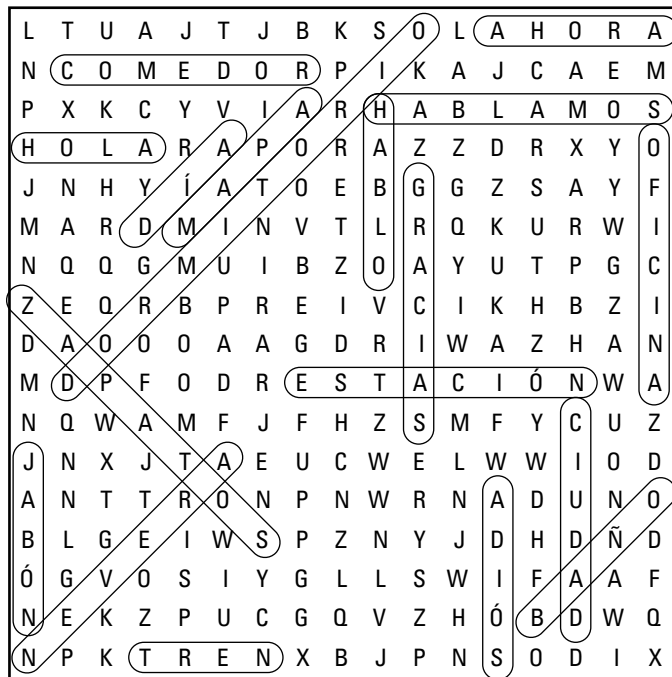 L T U A J T J B K S O L A H O R A
N C O M E D O R P I K A J C A E M
P X K C Y V I A R H A B L A M O S
H O L A R A P O R A Z Z D R X Y O
J N H Y Í A T O E B G G Z S A Y F
M A R D M I N V T L R Q K U R W I
N Q Q G M U I B Z O A Y U T P G C
Z E Q R B P R E I V C I K H B Z I
D A O O O A A G D R I W A Z H A N
M D P F O D R E S T A C I Ó N W A
N Q W A M F J F H Z S M F Y C U Z
J N X J T A E U C W E L W W I O D
A N T T R O N P N W R N A D U N O
B L G E I W S P Z N Y J D H D Ñ D
Ó G V O S I Y G L L S W I F A A F
N E K Z P U C G Q V Z H Ó B D W Q
N P K T R E N X B J P N S O D I X